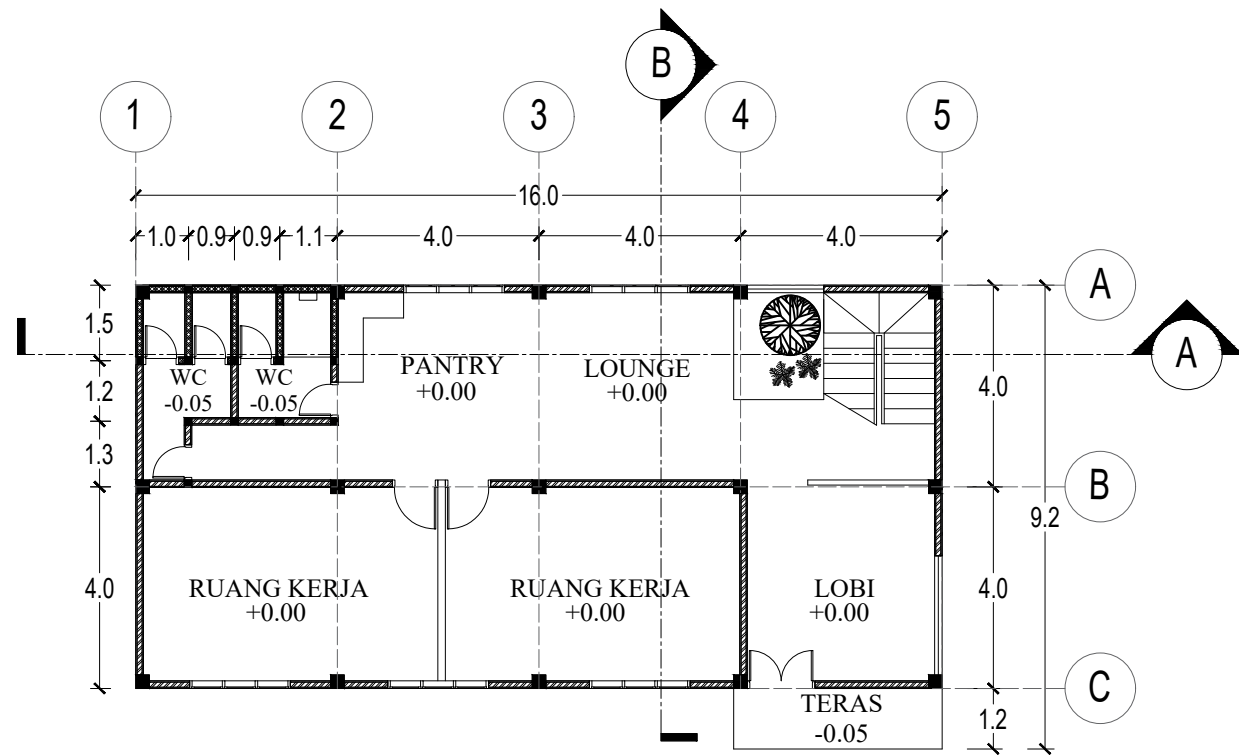 B
1 2 3 4 5
16.0
1.0 0.9 0.9 1.1 4.0 4.0 4.0
A
1.5
A
PANTRY
+0.00
LOUNGE
+0.00
WC
-0.05
WC
-0.05
1.2
4.0
1.3
B
9.2
4.0
RUANG KERJA
+0.00
RUANG KERJA
+0.00
LOBI
+0.00
4.0
C
TERAS
-0.05
1.2